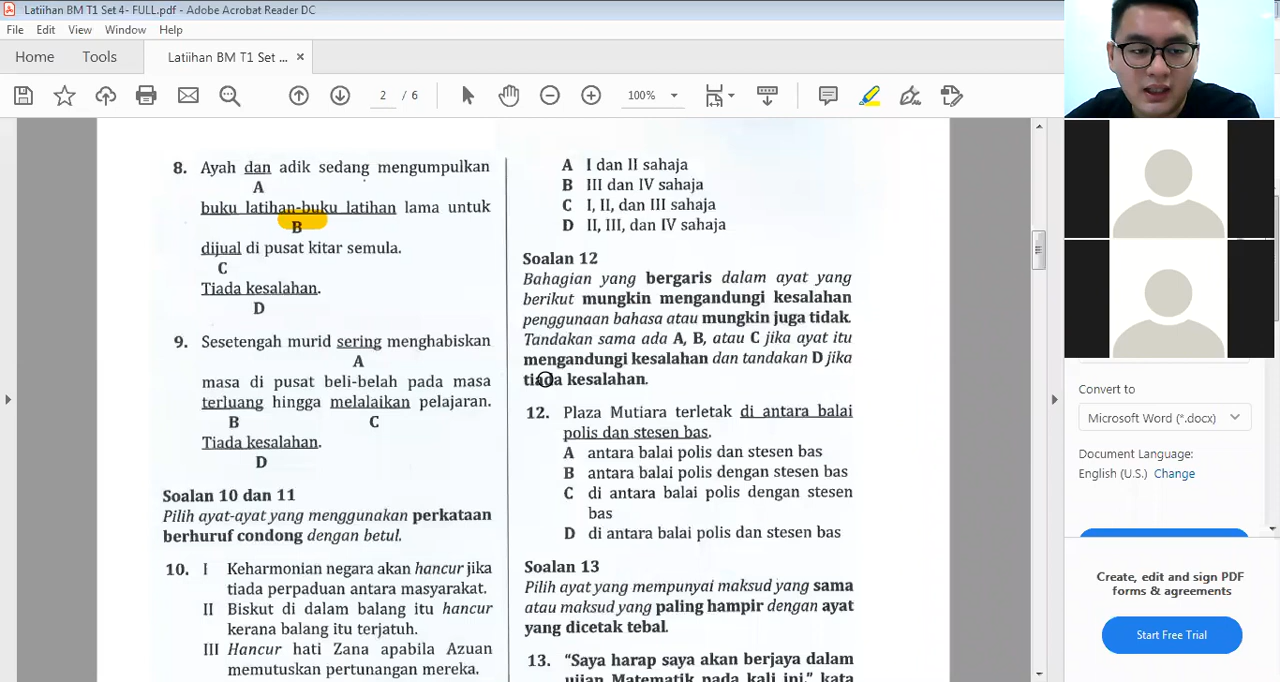 Latiihan BM T1 Set 4- FULL.pdf - Adobe Acrobat Reader DC
File Edit View Window Help
Home Tools Latiihan BM T1 Set ... ×
2 / 6 100%
8. Ayah dan adik sedang mengumpulkan
A
buku latihan-buku latihan lama untuk
B
dijual di pusat kitar semula.
C
Tiada kesalahan.
D
9. Sesetengah murid sering menghabiskan
A
masa di pusat beli-belah pada masa
terluang hingga melalaikan pelajaran.
B C
Tiada kesalahan.
D
Soalan 10 dan 11
Pilih ayat-ayat yang menggunakan perkataan
berhuruf condong dengan betul.
10. I Keharmonian negara akan hancur jika
tiada perpaduan antara masyarakat.
II Biskut di dalam balang itu hancur
kerana balang itu terjatuh.
III Hancur hati Zana apabila Azuan
memutuskan pertunangan mereka.
A I dan II sahaja
B III dan IV sahaja
C I, II, dan III sahaja
D II, III, dan IV sahaja
Soalan 12
Bahagian yang bergaris dalam ayat yang
berikut mungkin mengandungi kesalahan
penggunaan bahasa atau mungkin juga tidak.
Tandakan sama ada A, B, atau C jika ayat itu
mengandungi kesalahan dan tandakan D jika
tiada kesalahan.
12. Plaza Mutiara terletak di antara balai
polis dan stesen bas.
A antara balai polis dan stesen bas
B antara balai polis dengan stesen bas
C di antara balai polis dengan stesen
bas
D di antara balai polis dan stesen bas
Soalan 13
Pilih ayat yang mempunyai maksud yang sama
atau maksud yang paling hampir dengan ayat
yang dicetak tebal.
13. “Saya harap saya akan berjaya dalam
ujian Matematik pada kali ini,” kata
Convert to
Microsoft Word (*.docx)
Document Language:
English (U.S.) Change
Create, edit and sign PDF
forms & agreements
Start Free Trial